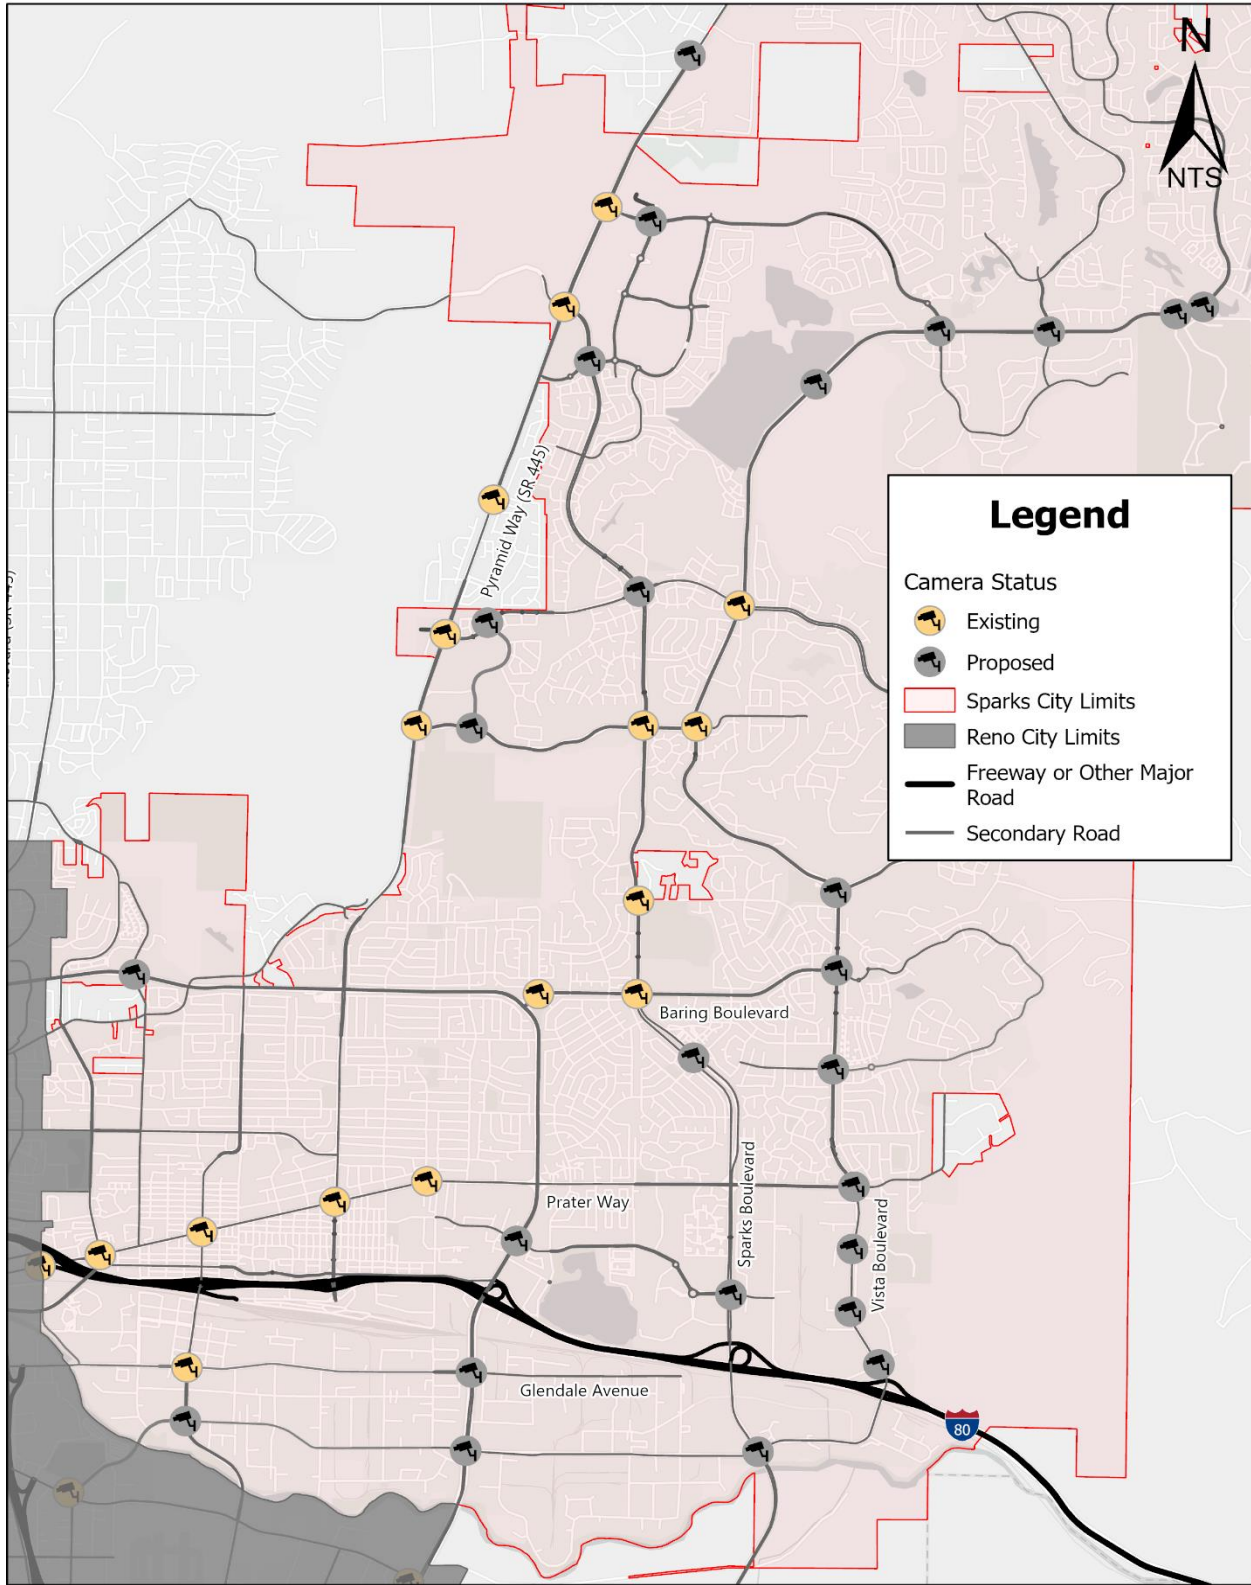 N
NTS
Pyramid Way (SR 445)
Legend
Camera Status
Existing
Proposed
Sparks City Limits
Reno City Limits
Freeway or Other Major
Road
Secondary Road
Baring Boulevard
Prater Way
Sparks Boulevard
Vista Boulevard
Glendale Avenue
80